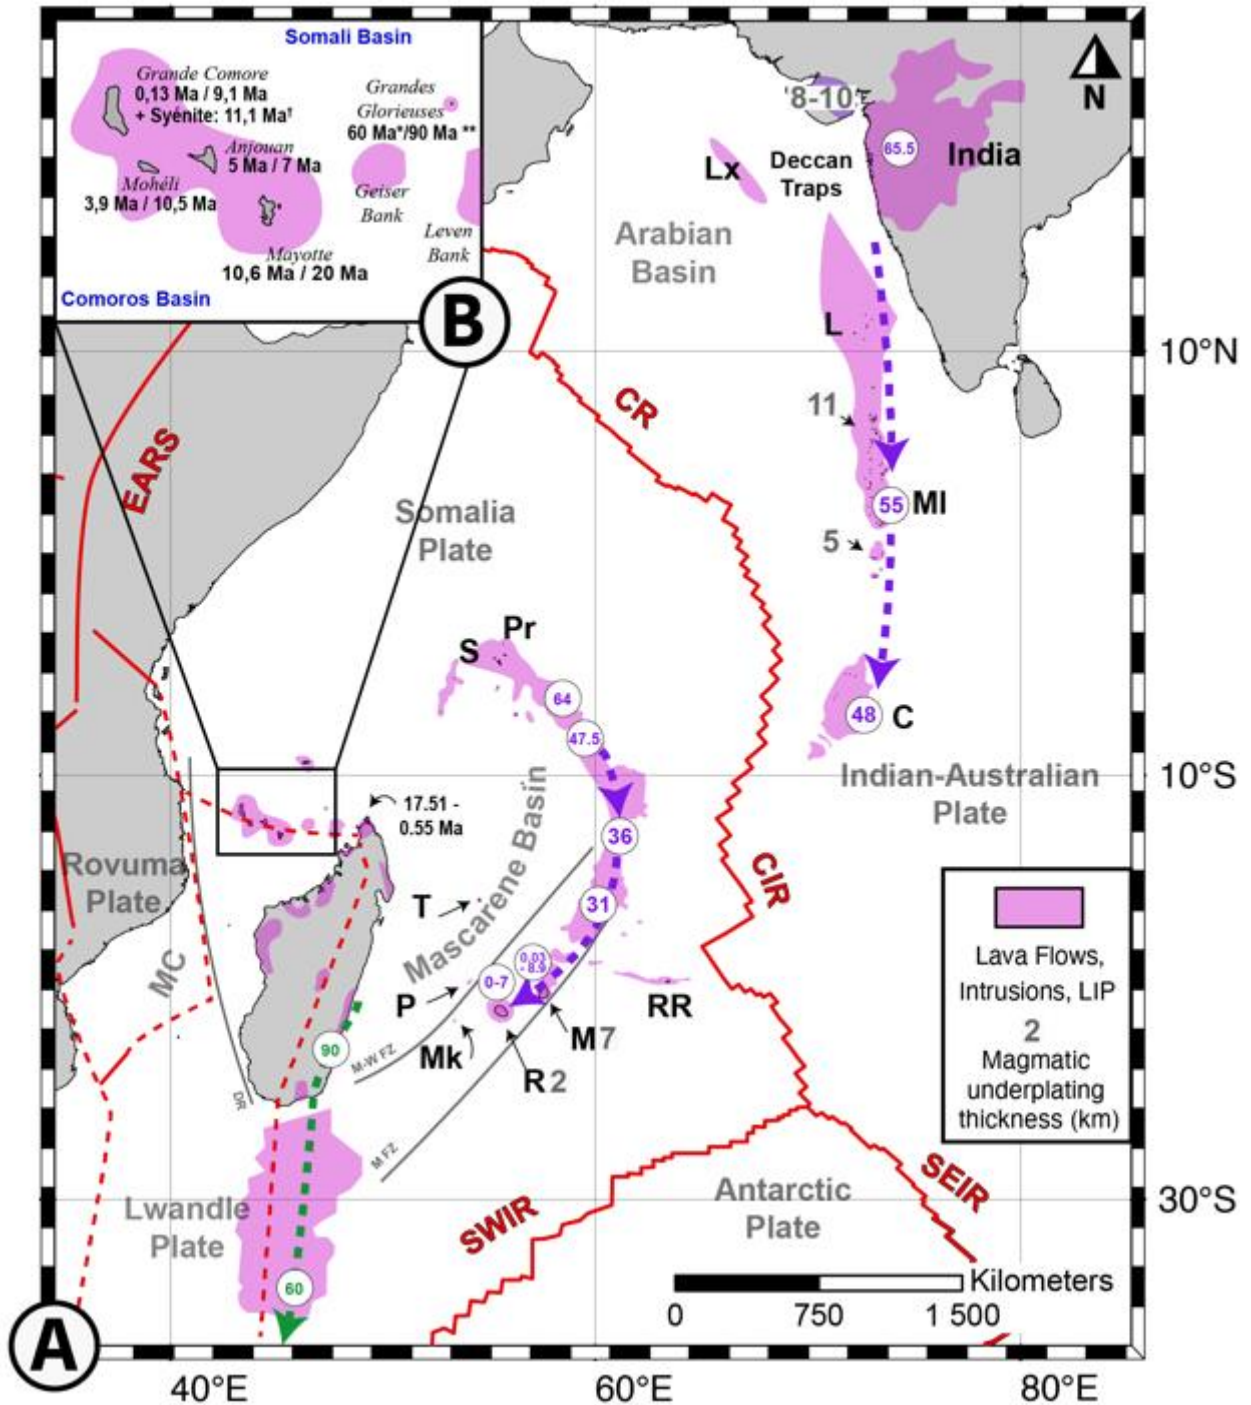 Somali Basin
Grande Comore
0,13 Ma / 9,1 Ma
+ Syénite: 11,1 Ma†
Grandes
Glorieuses
60 Ma*/90 Ma **
Anjouan
5 Ma / 7 Ma
Mohéli
3,9 Ma / 10,5 Ma
Geiser
Bank
Leven
Bank
Mayotte
10,6 Ma / 20 Ma
Comoros Basin
B
N
8-10
65.5
India
Lx
Deccan
Traps
Arabian
Basin
L
10°N
CR
11
EARS
55
MI
Somalia
Plate
5
Pr
S
64
48
C
47.5
10°S
Indian-Australian
Plate
17.51 -
0.55 Ma
36
Mascarene Basin
Rovuma
Plate
CIR
T
31
MC
0,03
- 8.9
0-7
P
RR
Lava Flows,
Intrusions, LIP
2
Magmatic
underplating
thickness (km)
M 7
90
M-W FZ
Mk
R 2
DR
M FZ
SEIR
Antarctic
Plate
30°S
Lwandle
Plate
SWIR
60
Kilometers
0 750 1 500
A
40°E 60°E 80°E